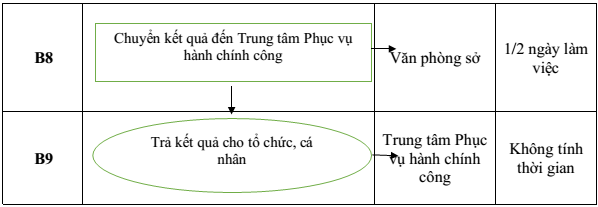 B8
Chuyển kết quả đến Trung tâm Phục vụ
hành chính công
Văn phòng sở
1/2 ngày làm
việc
B9
Trả kết quả cho tổ chức, cá
nhân
Trung tâm Phục
vụ hành chính
công
Không tính
thời gian